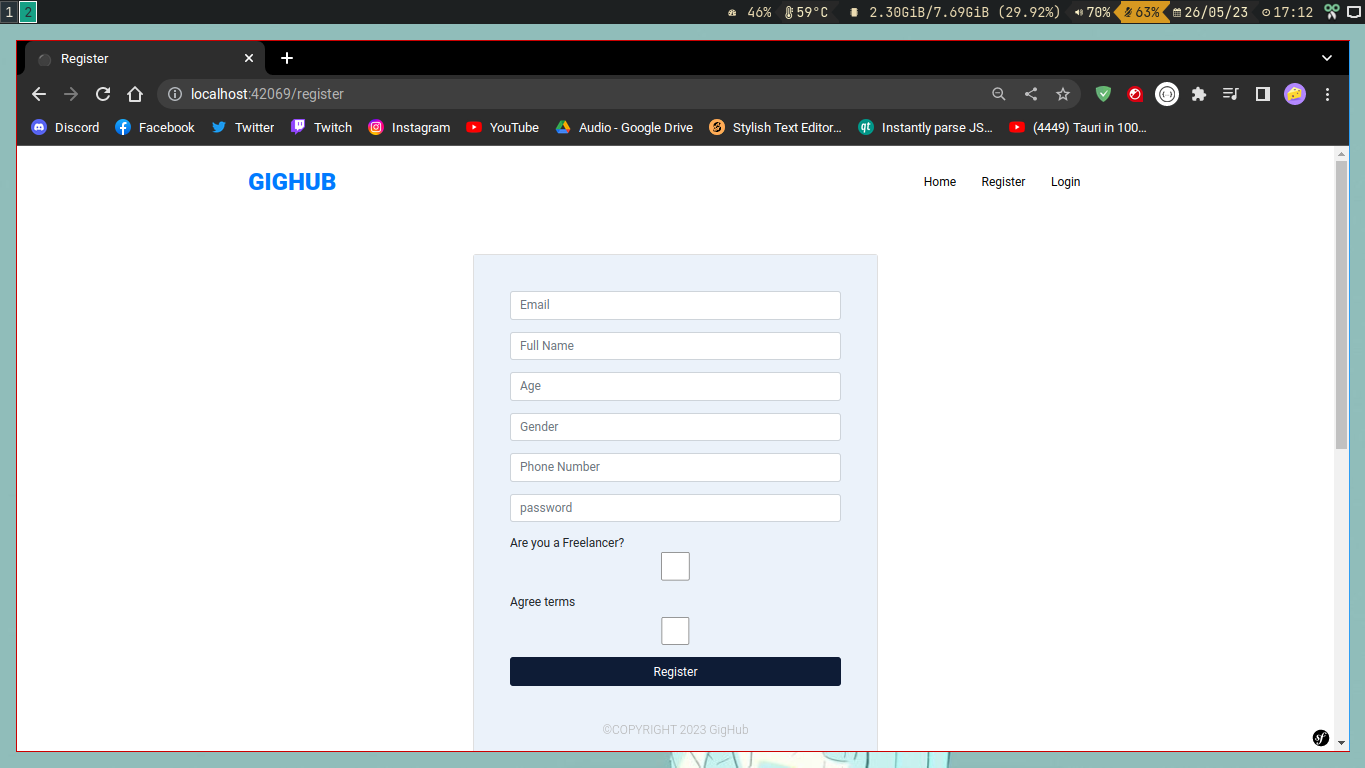 1 2 46% 59°C 2.30GiB/7.69GiB (29.92%) 70% 63% 26/05/23 17:12
Register
localhost:42069/register
Discord Facebook Twitter Twitch Instagram YouTube Audio - Google Drive Stylish Text Editor... Instantly parse JS... (4449) Tauri in 100...
GIGHUB Home Register Login
Email
Full Name
Age
Gender
Phone Number
password
Are you a Freelancer?
Agree terms
Register
©COPYRIGHT 2023 GigHub
sf